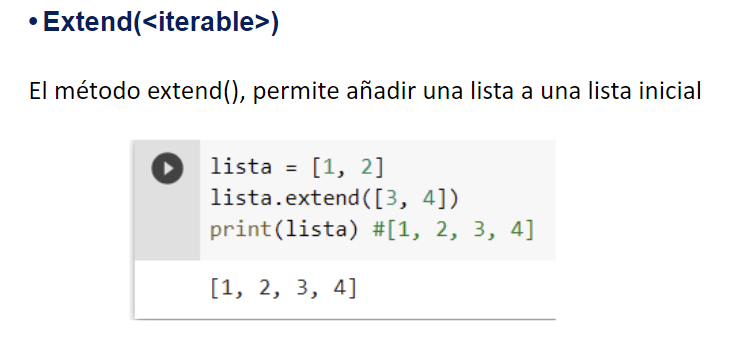 • Extend(<iterable>)
El método extend(), permite añadir una lista a una lista inicial
lista = [1, 2]
lista.extend([3, 4])
print(lista) #[1, 2, 3, 4]
[1, 2, 3, 4]